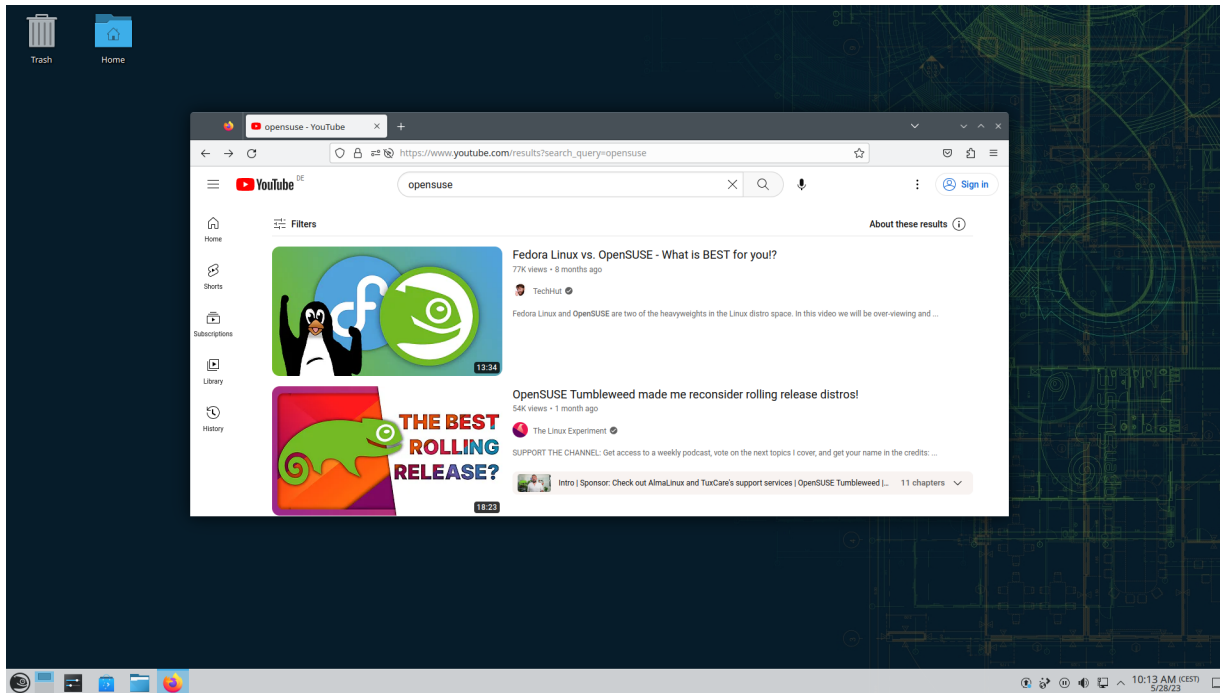 Trash
Home
opensuse - YouTube
https://www.youtube.com/results?search_query=opensuse
YouTube DE
opensuse
Sign in
Home
Shorts
Subscriptions
Library
History
Filters
About these results
13:34
Fedora Linux vs. OpenSUSE - What is BEST for you!?
77K views • 8 months ago
TechHut
Fedora Linux and OpenSUSE are two of the heavyweights in the Linux distro space. In this video we will be over-viewing and ...
THE BEST
ROLLING
RELEASE?
18:23
OpenSUSE Tumbleweed made me reconsider rolling release distros!
54K views • 1 month ago
The Linux Experiment
SUPPORT THE CHANNEL: Get access to a weekly podcast, vote on the next topics I cover, and get your name in the credits: ...
Intro | Sponsor: Check out AlmaLinux and TuxCare's support services | OpenSUSE Tumbleweed |... 11 chapters
10:13 AM (CEST)
5/28/23